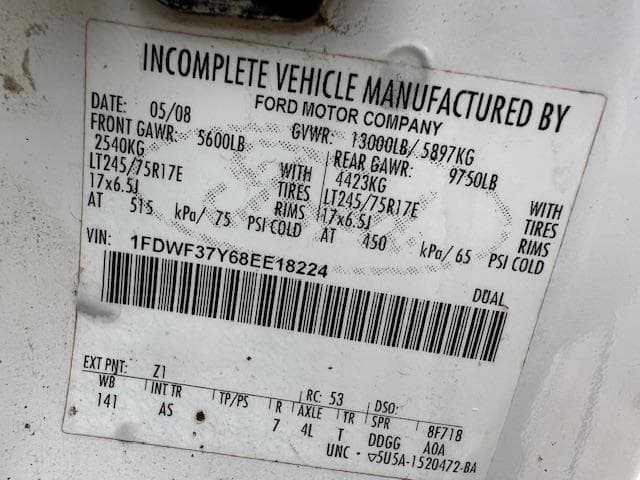 INCOMPLETE VEHICLE MANUFACTURED BY
FORD MOTOR COMPANY
DATE: 05/08 GVWR: 13000LB/ 5897KG
FRONT GAWR: 5600LB REAR GAWR: 9750LB
2540KG WITH 4423KG WITH
LT245/75R17E TIRES LT245/75R17E TIRES
17x6.5J RIMS 17x6.5J RIMS
AT 515 kPa/ 75 PSI COLD AT 450 kPa/ 65 PSI COLD
VIN: 1FDWF37Y68EE18224
DUAL
EXT PNT: Z1 RC: 53 DSO:
WB INT TR TP/PS R AXLE TR SPR 8F718
141 AS 7 4L T DDGG A0A
UNC ▽5U5A-1520472-BA